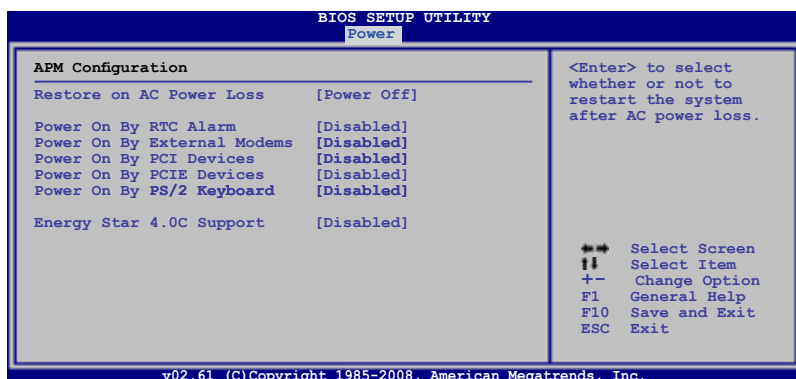 BIOS SETUP UTILITY
Power
APM Configuration
Restore on AC Power Loss [Power Off]
Power On By RTC Alarm [Disabled]
Power On By External Modems [Disabled]
Power On By PCI Devices [Disabled]
Power On By PCIE Devices [Disabled]
Power On By PS/2 Keyboard [Disabled]
Energy Star 4.0C Support [Disabled]
<Enter> to select
whether or not to
restart the system
after AC power loss.
←→ Select Screen
↑↓ Select Item
+- Change Option
F1 General Help
F10 Save and Exit
ESC Exit
v02.61 (C)Copyright 1985-2008, American Megatrends, Inc.